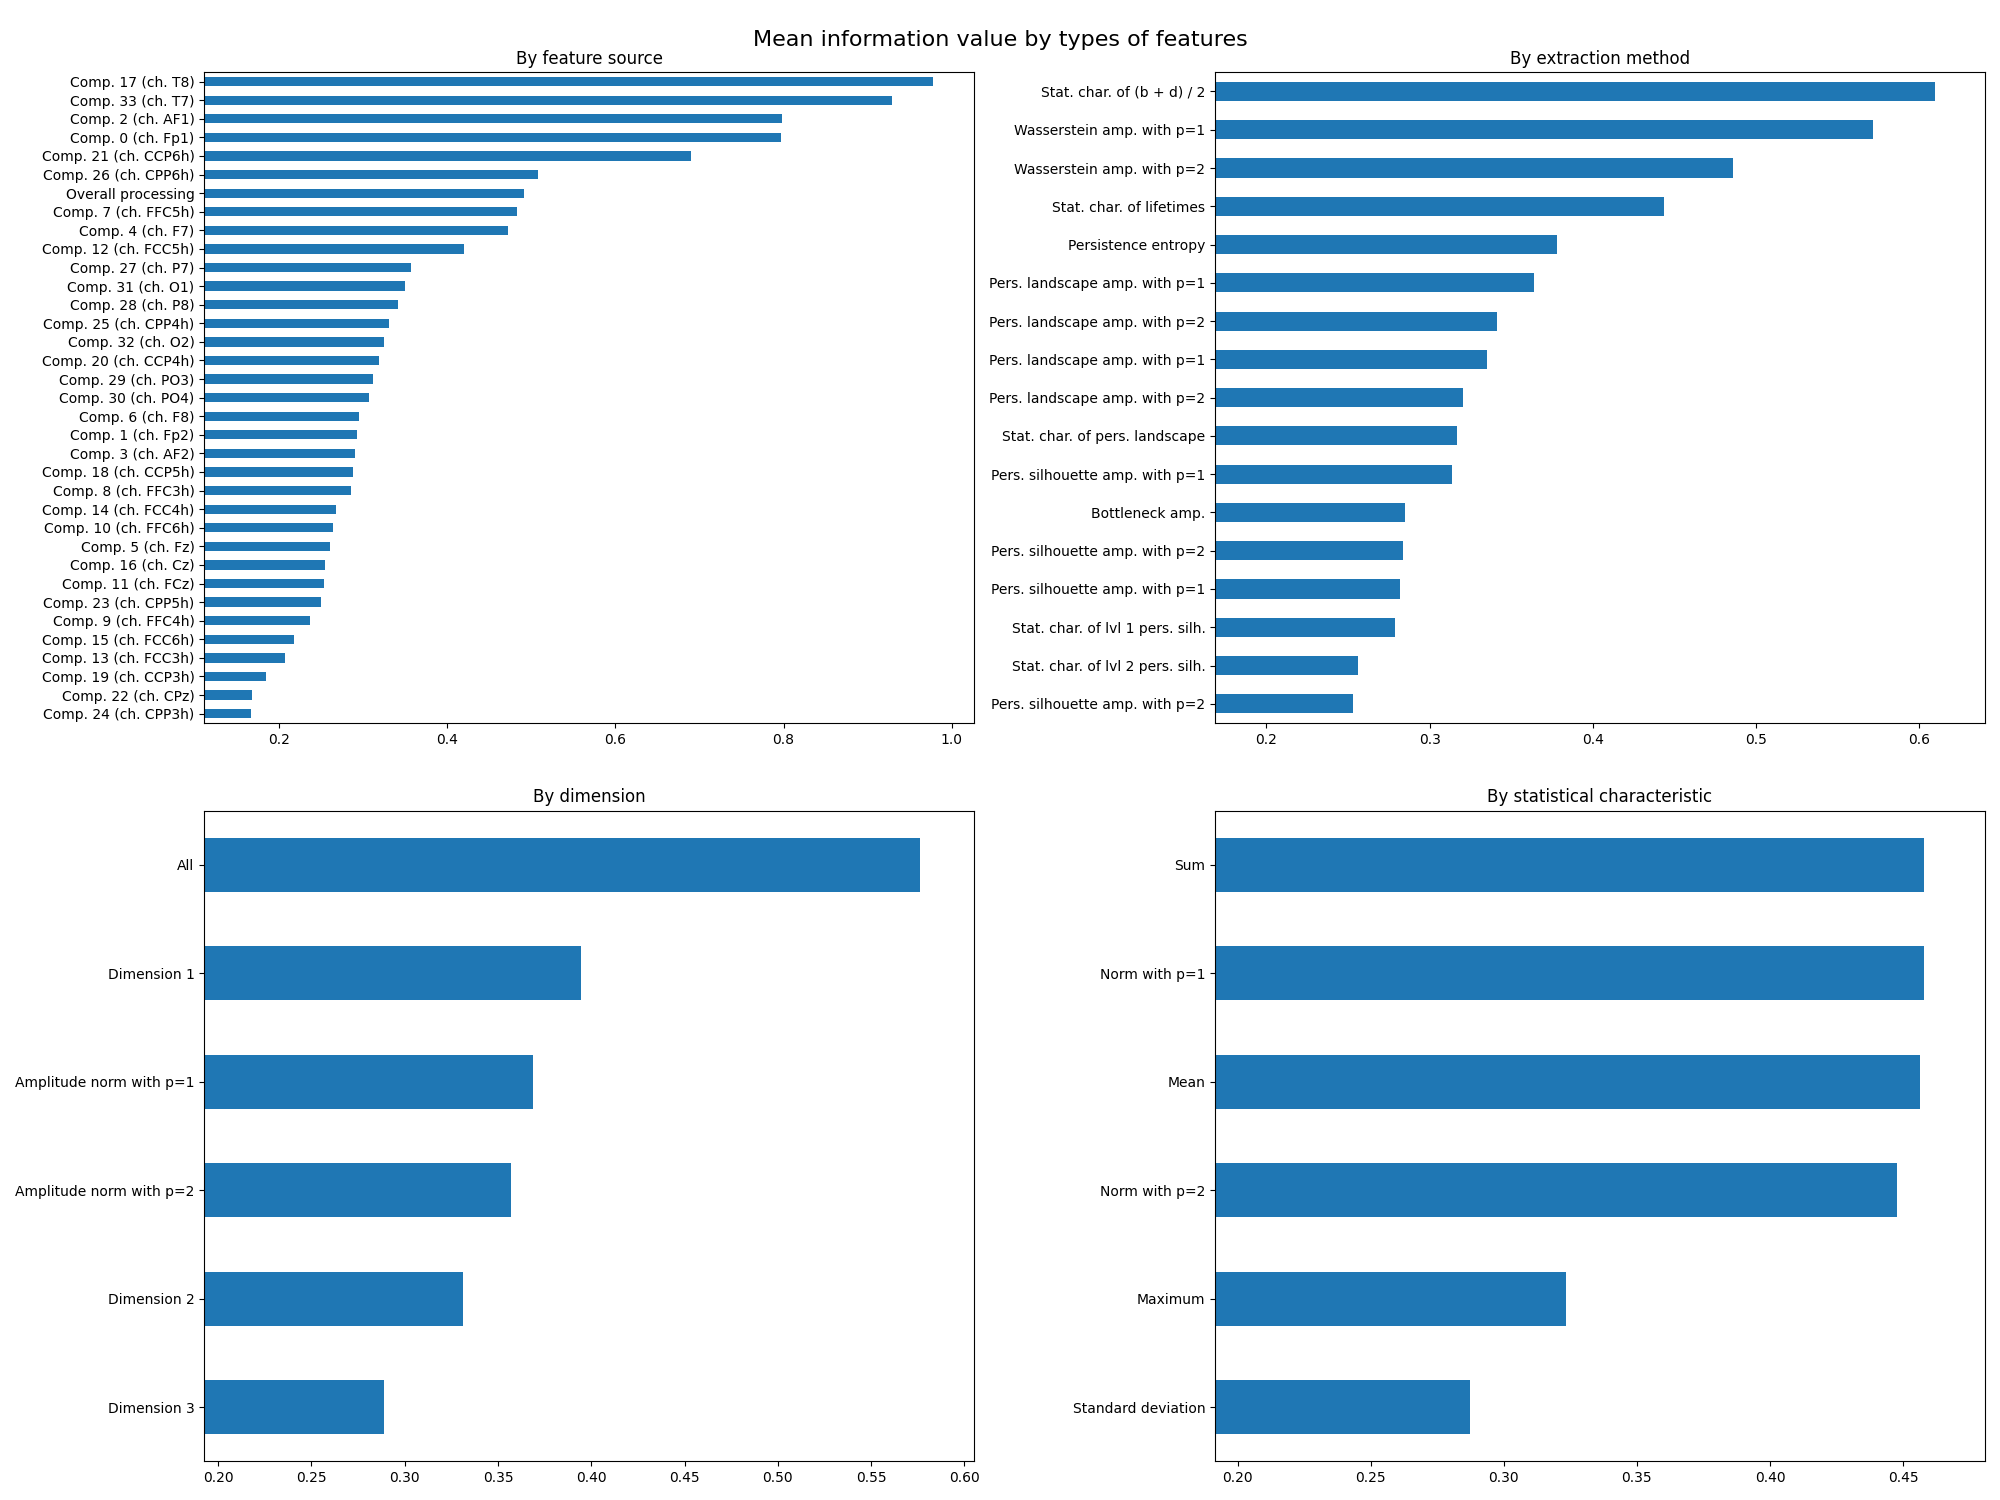 Mean information value by types of features
By feature source
Comp. 17 (ch. T8)
Comp. 33 (ch. T7)
Comp. 2 (ch. AF1)
Comp. 0 (ch. Fp1)
Comp. 21 (ch. CCP6h)
Comp. 26 (ch. CPP6h)
Overall processing
Comp. 7 (ch. FFC5h)
Comp. 4 (ch. F7)
Comp. 12 (ch. FCC5h)
Comp. 27 (ch. P7)
Comp. 31 (ch. O1)
Comp. 28 (ch. P8)
Comp. 25 (ch. CPP4h)
Comp. 32 (ch. O2)
Comp. 20 (ch. CCP4h)
Comp. 29 (ch. PO3)
Comp. 30 (ch. PO4)
Comp. 6 (ch. F8)
Comp. 1 (ch. Fp2)
Comp. 3 (ch. AF2)
Comp. 18 (ch. CCP5h)
Comp. 8 (ch. FFC3h)
Comp. 14 (ch. FCC4h)
Comp. 10 (ch. FFC6h)
Comp. 5 (ch. Fz)
Comp. 16 (ch. Cz)
Comp. 11 (ch. FCz)
Comp. 23 (ch. CPP5h)
Comp. 9 (ch. FFC4h)
Comp. 15 (ch. FCC6h)
Comp. 13 (ch. FCC3h)
Comp. 19 (ch. CCP3h)
Comp. 22 (ch. CPz)
Comp. 24 (ch. CPP3h)
0.2 0.4 0.6 0.8 1.0
By extraction method
Stat. char. of (b + d) / 2
Wasserstein amp. with p=1
Wasserstein amp. with p=2
Stat. char. of lifetimes
Persistence entropy
Pers. landscape amp. with p=1
Pers. landscape amp. with p=2
Pers. landscape amp. with p=1
Pers. landscape amp. with p=2
Stat. char. of pers. landscape
Pers. silhouette amp. with p=1
Bottleneck amp.
Pers. silhouette amp. with p=2
Pers. silhouette amp. with p=1
Stat. char. of lvl 1 pers. silh.
Stat. char. of lvl 2 pers. silh.
Pers. silhouette amp. with p=2
0.2 0.3 0.4 0.5 0.6
By dimension
All
Dimension 1
Amplitude norm with p=1
Amplitude norm with p=2
Dimension 2
Dimension 3
0.20 0.25 0.30 0.35 0.40 0.45 0.50 0.55 0.60
By statistical characteristic
Sum
Norm with p=1
Mean
Norm with p=2
Maximum
Standard deviation
0.20 0.25 0.30 0.35 0.40 0.45